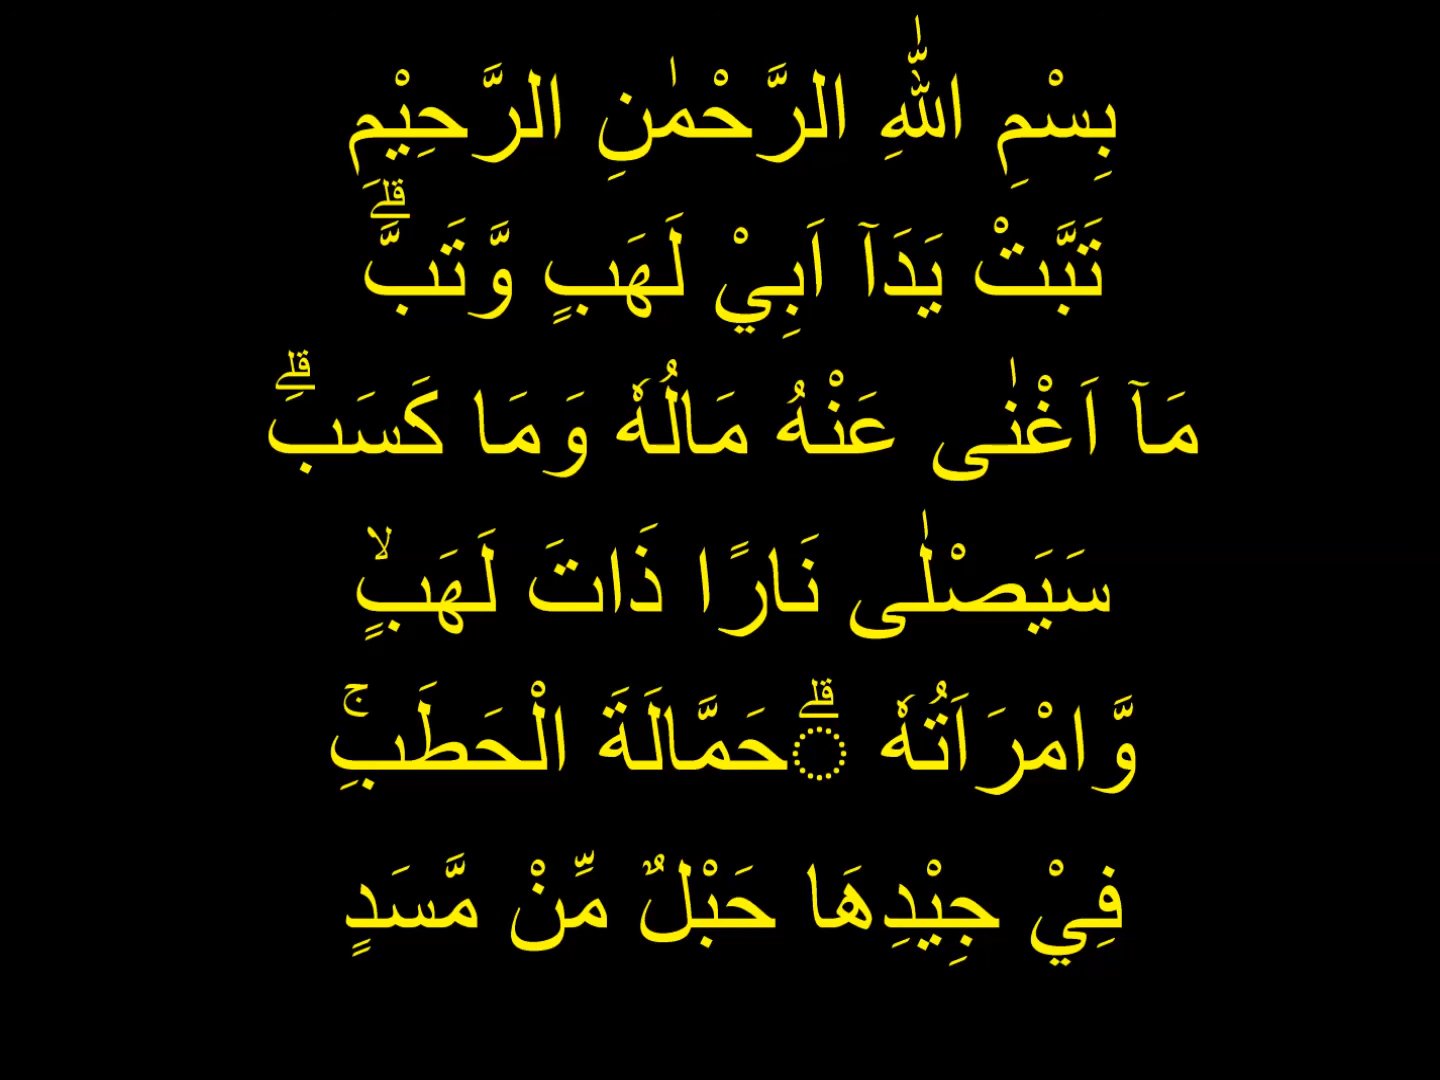 بِسْمِ اللّٰهِ الرَّحْمٰنِ الرَّحِيْمَِ
تَبَّتْ يَدَآ اَبِيْ لَهَبٍ وَّتَبَّۗ
مَآ اَغْنٰى عَنْهُ مَالُهٗ وَمَا كَسَبَۗ
سَيَصْلٰى نَارًا ذَاتَ لَهَبٍۙ
وَّامْرَاَتُهٗ ۗحَمَّالَةَ الْحَطَبِۚ
فِيْ جِيْدِهَا حَبْلٌ مِّنْ مَّسَدٍ